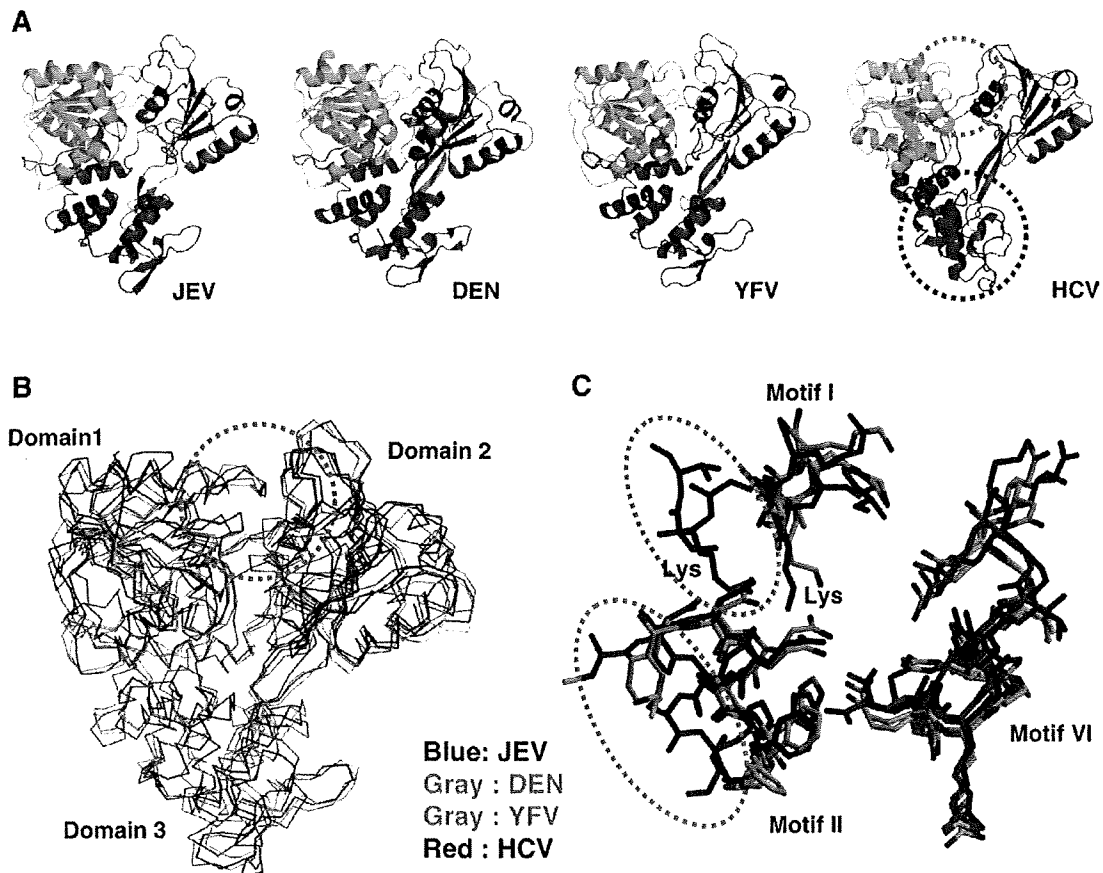 A
JEV
DEN
YFV
HCV
B
Domain1
Domain 2
Domain 3
Blue: JEV
Gray : DEN
Gray : YFV
Red : HCV
C
Motif I
Lys
Lys
Motif VI
Motif II